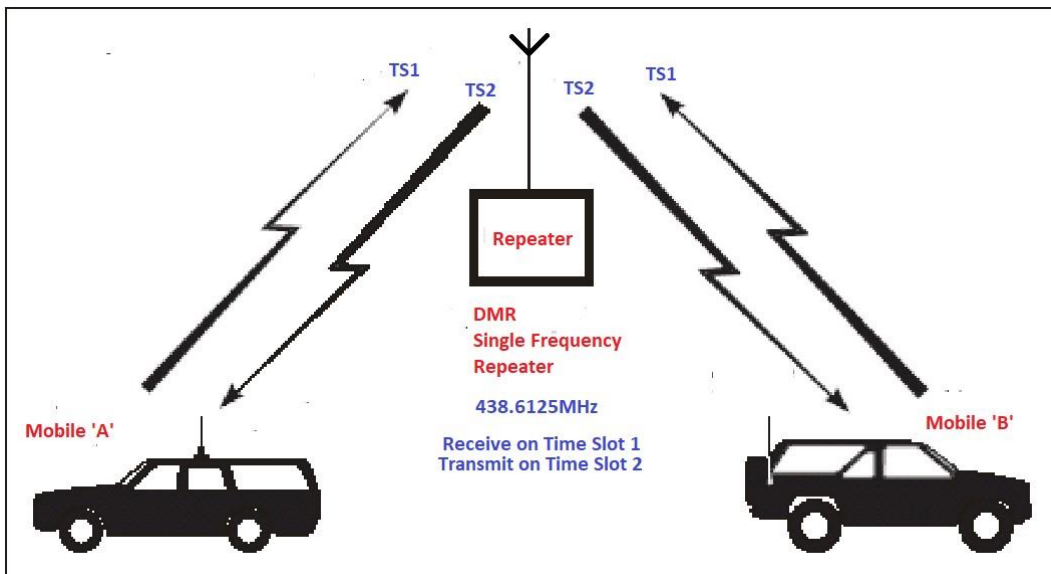 TS1
TS2
TS2
TS1
Repeater
DMR
Single Frequency
Repeater
438.6125MHz
Mobile 'A'
Mobile 'B'
Receive on Time Slot 1
Transmit on Time Slot 2